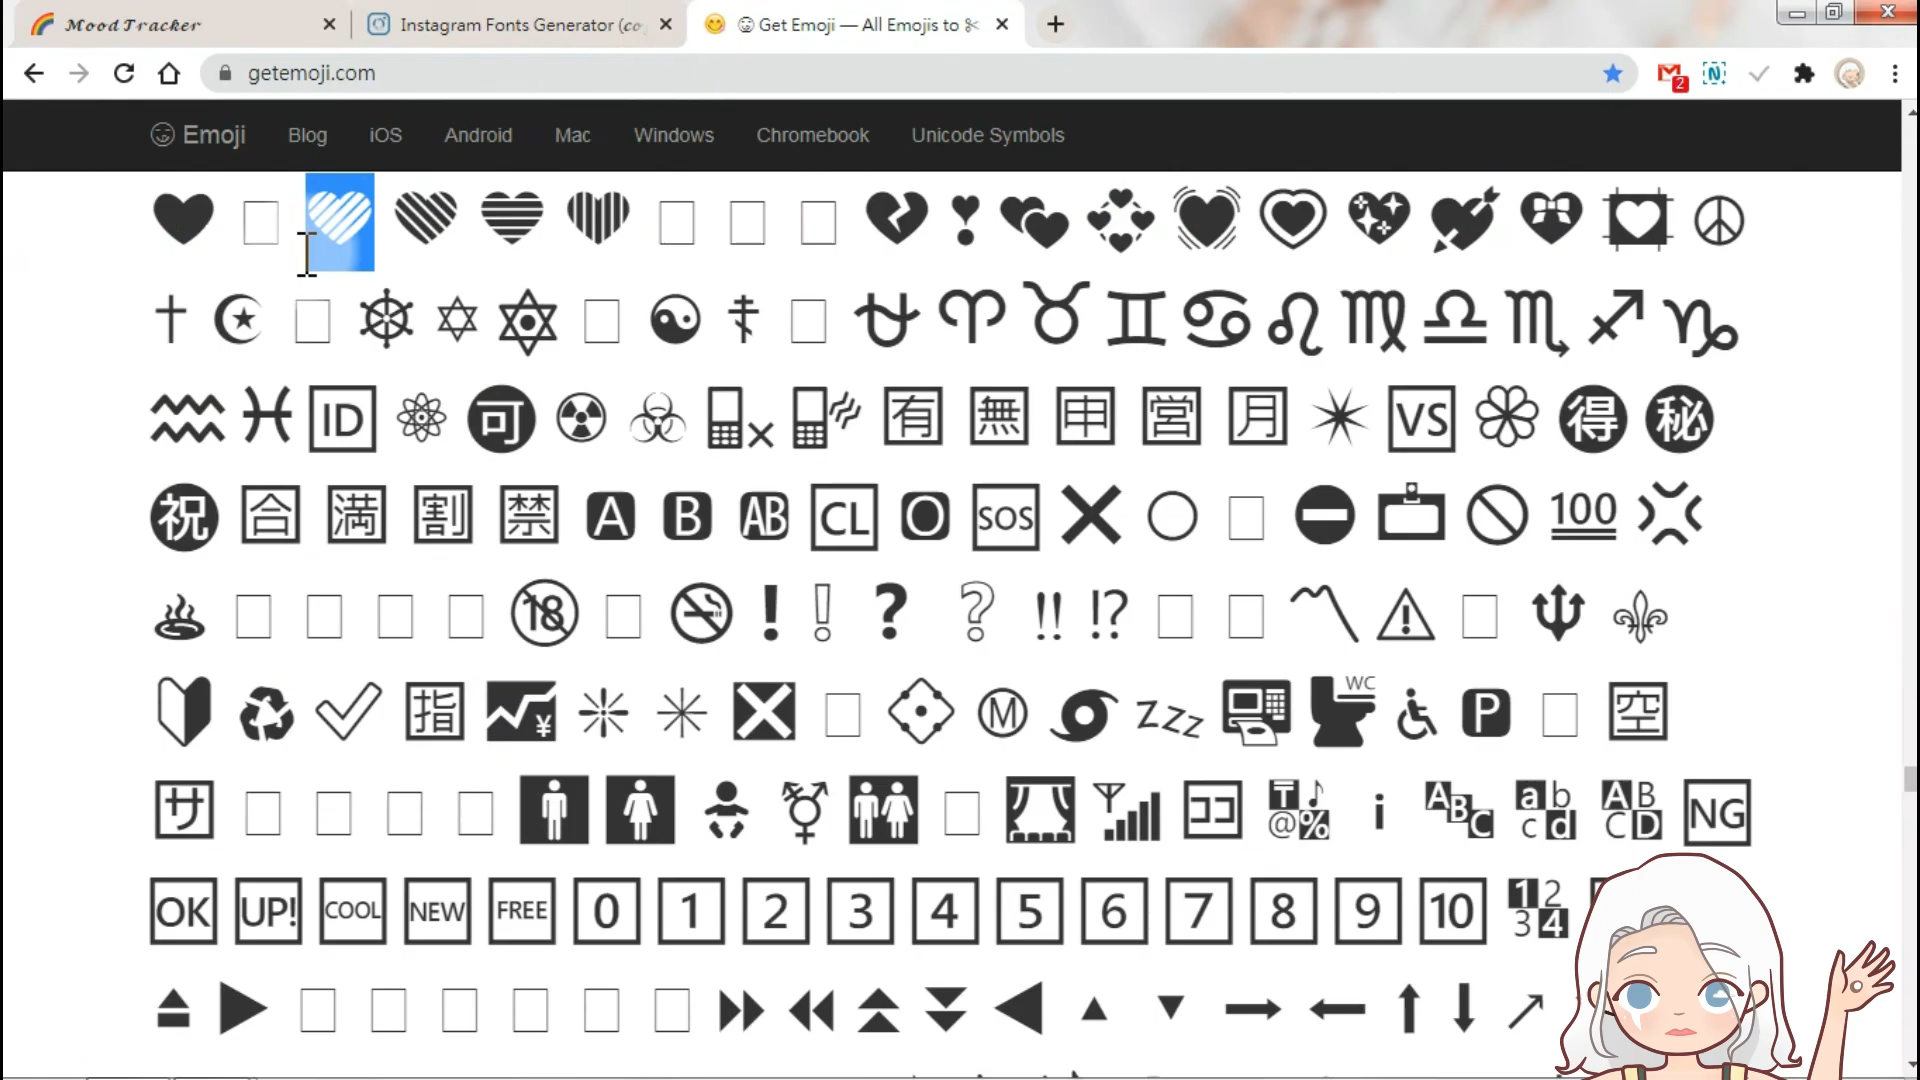 𝓜𝓸𝓸𝓭 𝓣𝓻𝓪𝓬𝓴𝓮𝓻
Instagram Fonts Generator (co
Get Emoji — All Emojis to ✂
getemoji.com
2
Emoji Blog iOS Android Mac Windows Chromebook Unicode Symbols
ID 可 有 無 申 営 月 VS 得 秘
祝 合 満 割 禁 A B AB CL O SOS 100
18 ! ! ? ? !! !?
指 ¥ M zzz WC P 空
サ ココ T @ % i A B C a b c d A B C D NG
OK UP! COOL NEW FREE 0 1 2 3 4 5 6 7 8 9 10 1 2 3 4